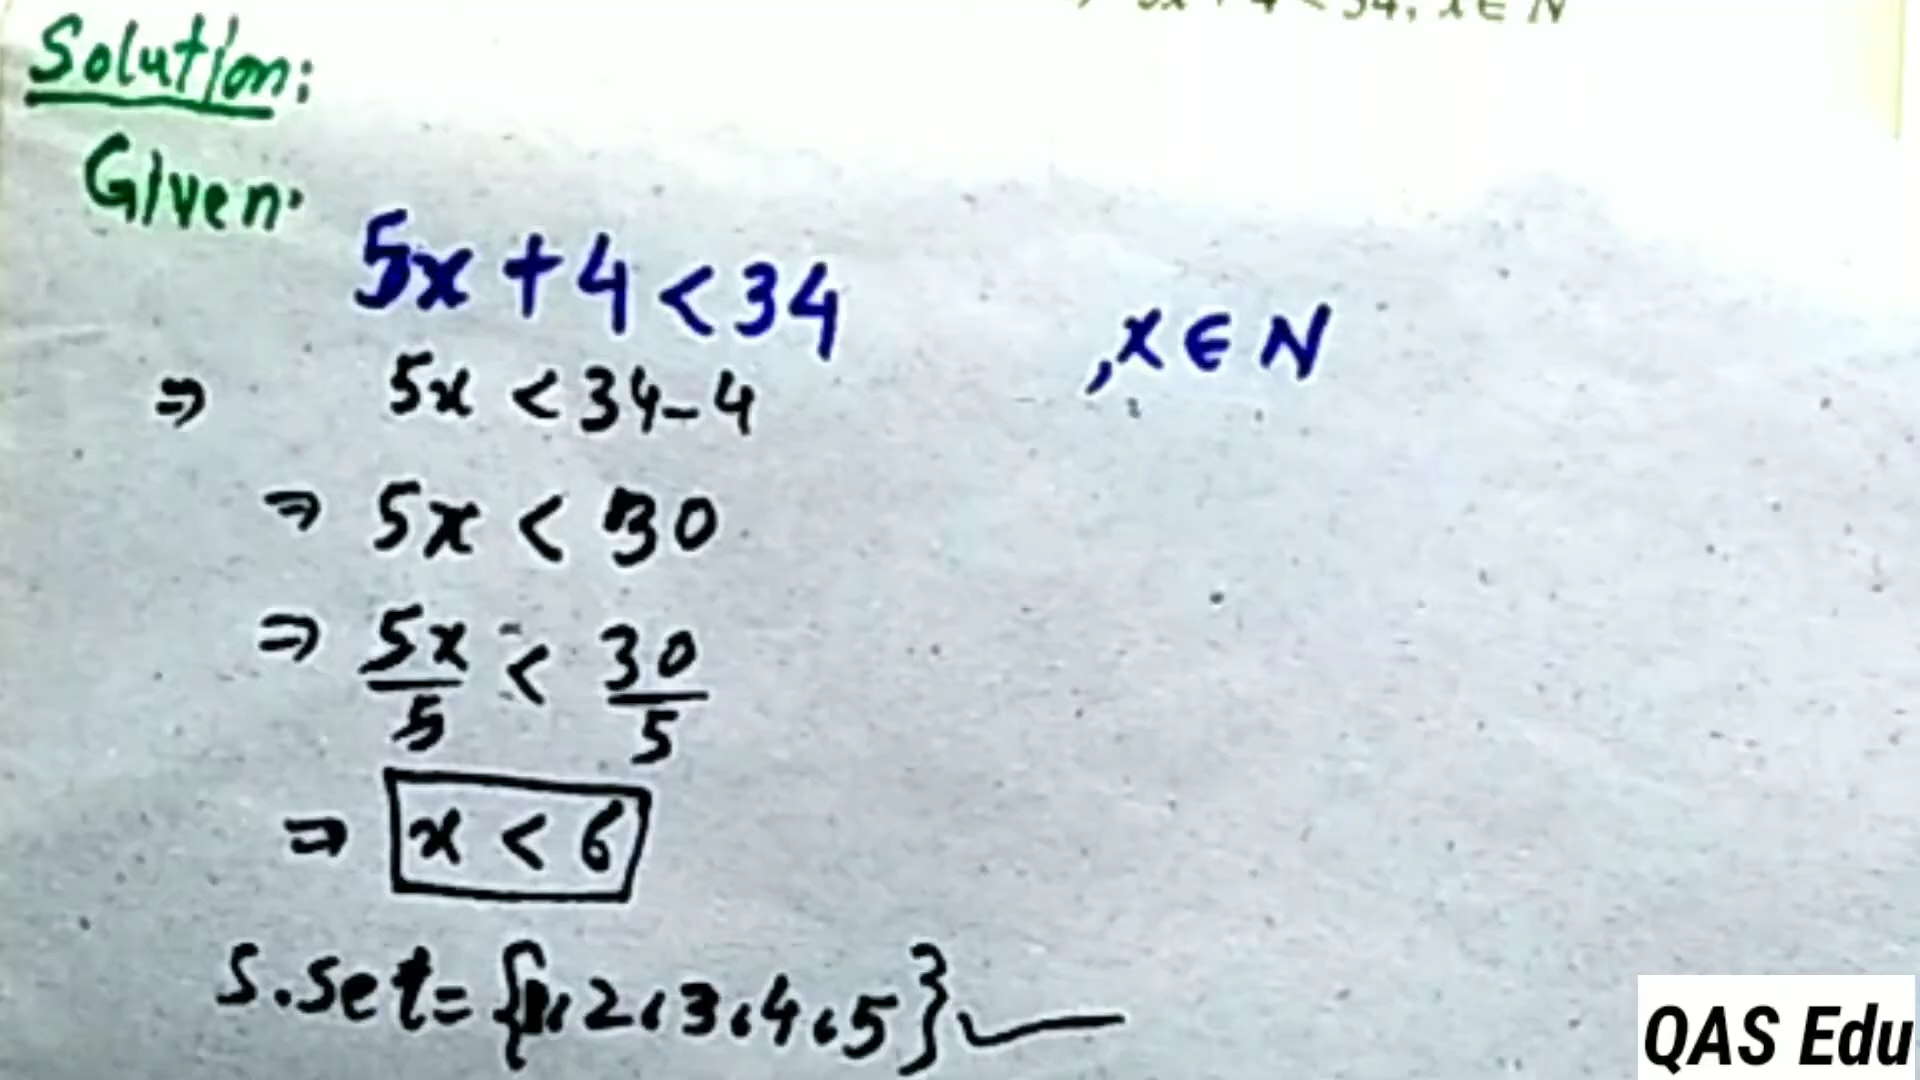 x ∈ N
Solution:
Given.
5x + 4 < 34 , x ∈ N
⇒ 5x < 34 - 4
⇒ 5x < 30
⇒ 5x/5 < 30/5
⇒ x < 6
S.Set = {1, 2, 3, 4, 5}
QAS Edu